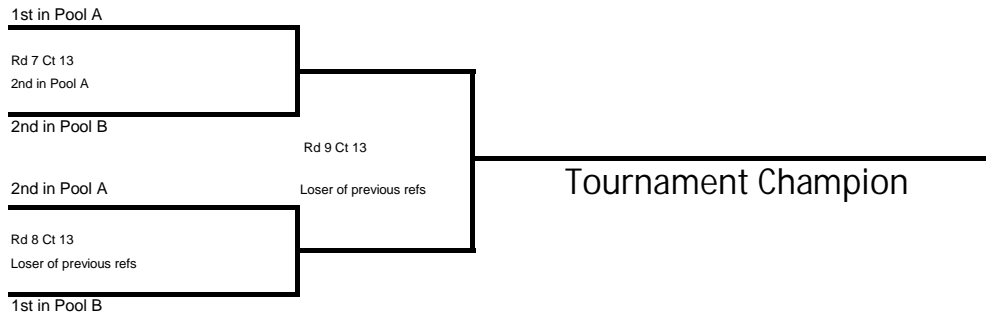 1st in Pool A
Rd 7 Ct 13
2nd in Pool A
2nd in Pool B
Rd 9 Ct 13
Loser of previous refs
2nd in Pool A
Rd 8 Ct 13
Loser of previous refs
1st in Pool B
Tournament Champion